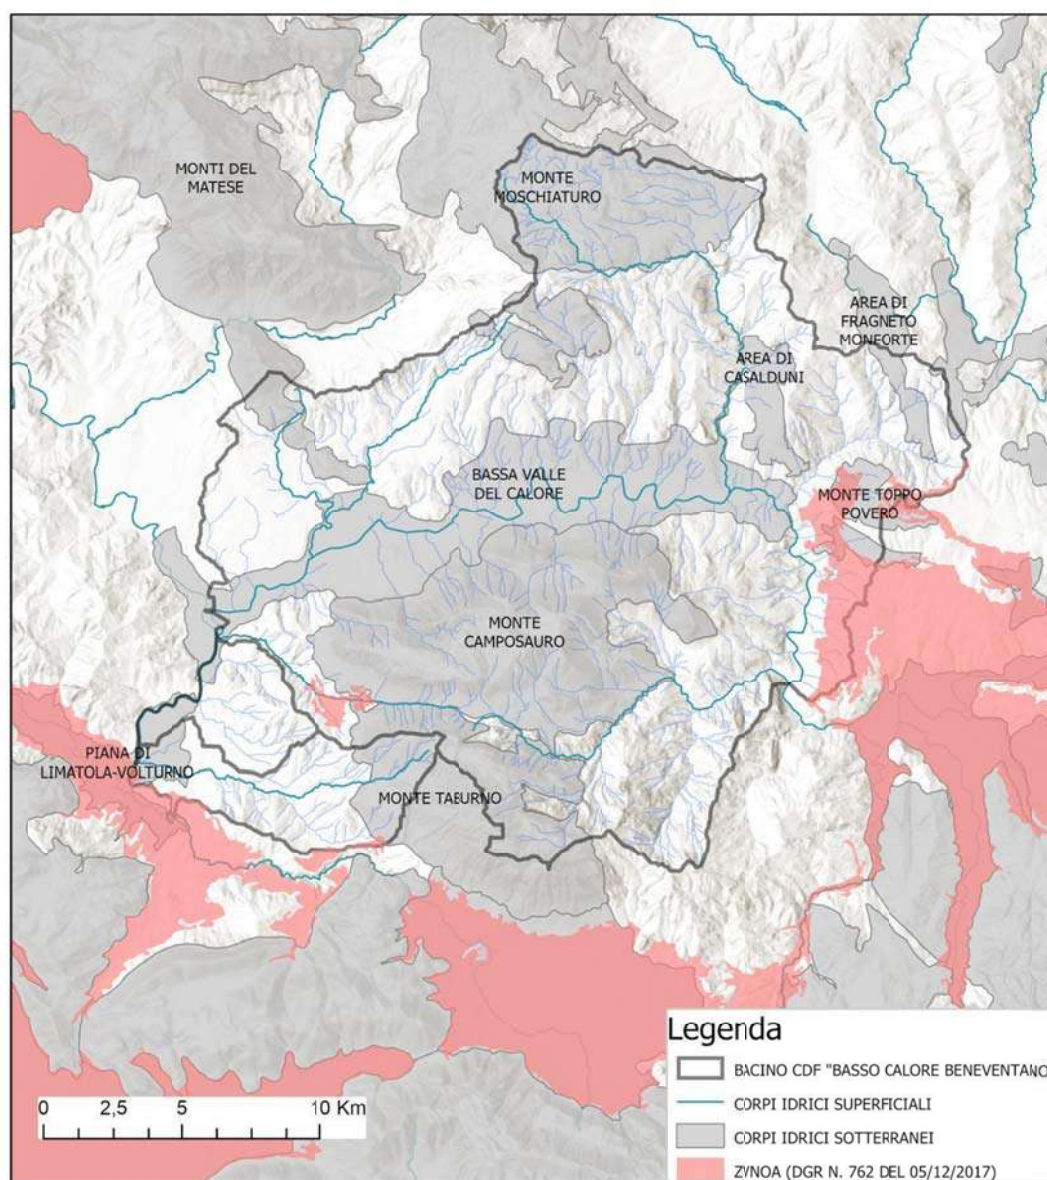 MONTI DEL
MATESE
MONTE
MOSCHIATURO
AREA DI
FRAGNETO
MONFORTE
AREA DI
CASALDUNI
BASSA VALLE
DEL CALORE
MONTE TOPPO
POVERO
MONTE
CAMPOSAURO
PIANA DI
LIMATOLA-VOLTURNO
MONTE TABURNO
Legenda
BACINO CDF "BASSO CALORE BENEVENTANO"
CORPI IDRICI SUPERFICIALI
CORPI IDRICI SOTTERRANEI
ZVNOA (DGR N. 762 DEL 05/12/2017)
0 2,5 5 10 Km